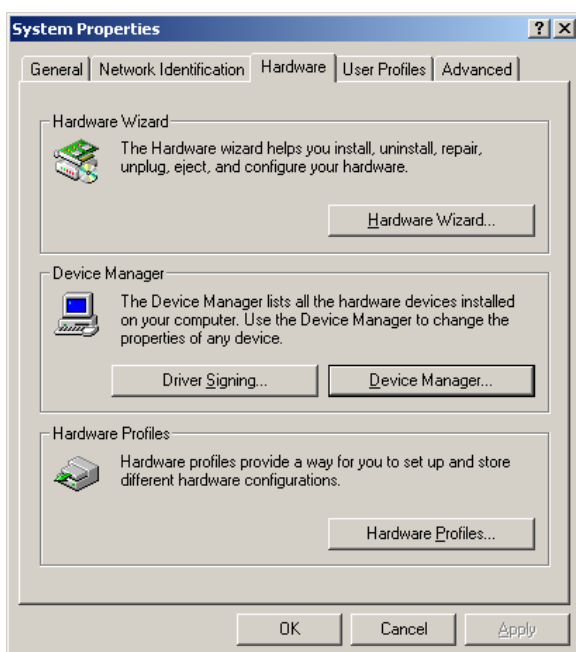 System Properties
General
Network Identification
Hardware
User Profiles
Advanced
Hardware Wizard
The Hardware wizard helps you install, uninstall, repair,
unplug, eject, and configure your hardware.
Hardware Wizard...
Device Manager
The Device Manager lists all the hardware devices installed
on your computer. Use the Device Manager to change the
properties of any device.
Driver Signing...
Device Manager...
Hardware Profiles
Hardware profiles provide a way for you to set up and store
different hardware configurations.
Hardware Profiles...
OK
Cancel
Apply